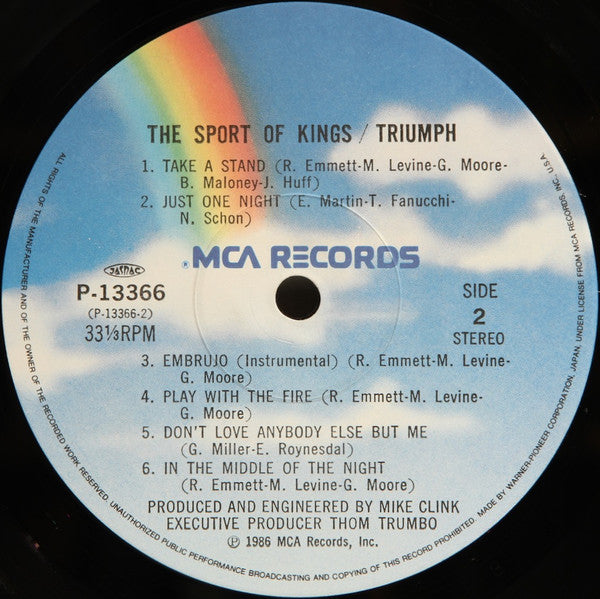 THE SPORT OF KINGS / TRIUMPH
1. TAKE A STAND (R. Emmett-M. Levine-G. Moore-
B. Maloney-J. Huff)
2. JUST ONE NIGHT (E. Martin-T. Fanucchi-
N. Schon)
® MCA RECORDS
JASRAC
P-13366
(P-13366-2)
33⅓RPM
SIDE
2
STEREO
3. EMBRUJO (Instrumental) (R. Emmett-M. Levine-
G. Moore)
4. PLAY WITH THE FIRE (R. Emmett-M. Levine-
G. Moore)
5. DON'T LOVE ANYBODY ELSE BUT ME
(G. Miller-E. Roynesdal)
6. IN THE MIDDLE OF THE NIGHT
(R. Emmett-M. Levine-G. Moore)
PRODUCED AND ENGINEERED BY MIKE CLINK
EXECUTIVE PRODUCER THOM TRUMBO
℗ 1986 MCA Records, Inc.
ALL RIGHTS OF THE MANUFACTURER AND OF THE OWNER OF THE RECORDED WORK RESERVED. UNAUTHORIZED PUBLIC PERFORMANCE BROADCASTING AND COPYING OF THIS RECORD PROHIBITED. MADE BY WARNER-PIONEER CORPORATION, JAPAN, UNDER LICENSE FROM MCA RECORDS, INC., U.S.A.